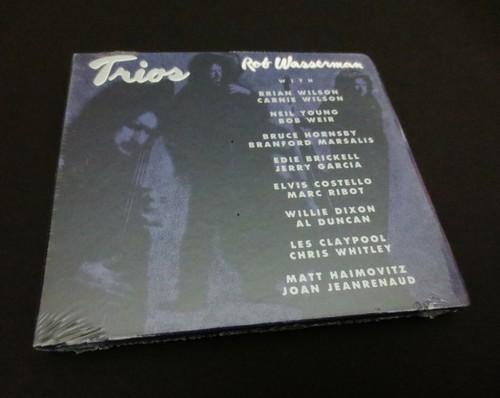 Trios
Rob Wasserman
WITH
BRIAN WILSON
CARNIE WILSON
NEIL YOUNG
BOB WEIR
BRUCE HORNSBY
BRANFORD MARSALIS
EDIE BRICKELL
JERRY GARCIA
ELVIS COSTELLO
MARC RIBOT
WILLIE DIXON
AL DUNCAN
LES CLAYPOOL
CHRIS WHITLEY
MATT HAIMOVITZ
JOAN JEANRENAUD